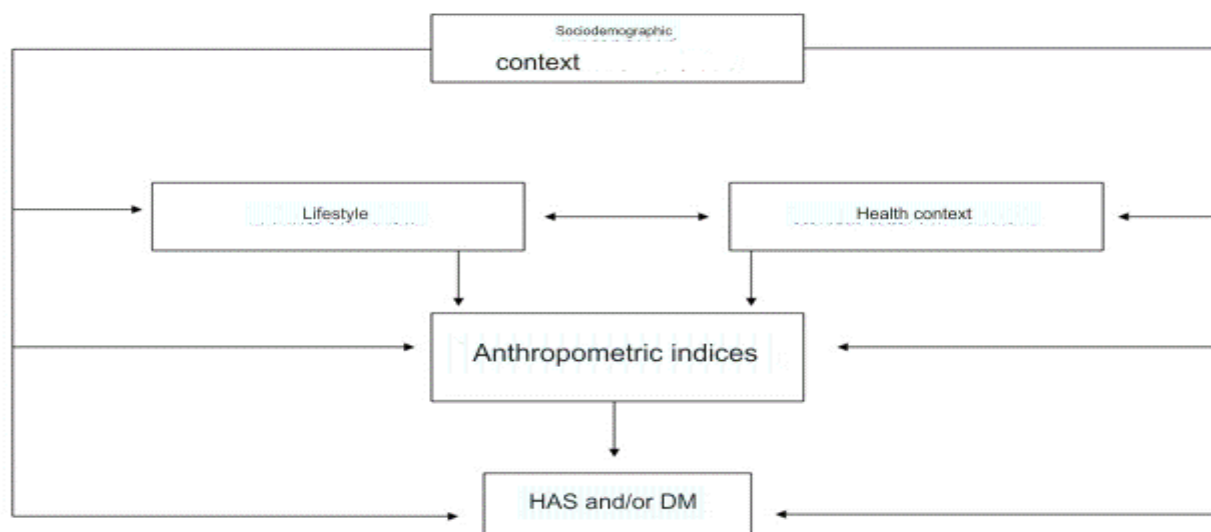 Sociodemographic
context
Lifestyle
Health context
Anthropometric indices
HAS and/or DM